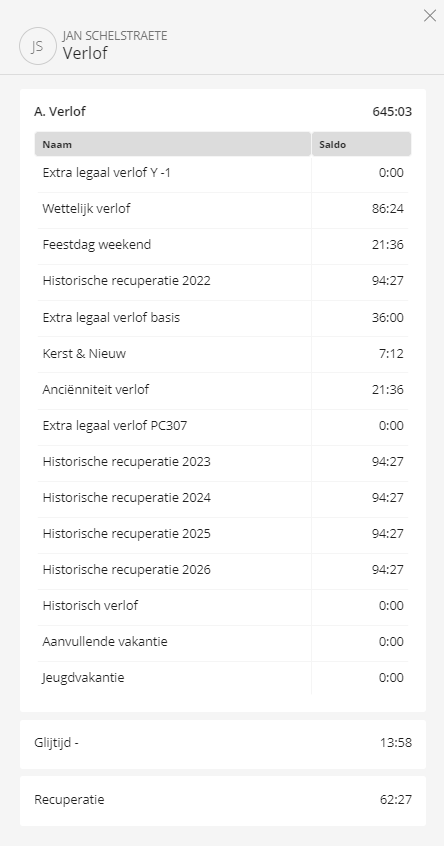 JS
JAN SCHELSTRAETE
Verlof
A. Verlof 645:03
Naam Saldo
Extra legaal verlof Y -1 0:00
Wettelijk verlof 86:24
Feestdag weekend 21:36
Historische recuperatie 2022 94:27
Extra legaal verlof basis 36:00
Kerst & Nieuw 7:12
Anciënniteit verlof 21:36
Extra legaal verlof PC307 0:00
Historische recuperatie 2023 94:27
Historische recuperatie 2024 94:27
Historische recuperatie 2025 94:27
Historische recuperatie 2026 94:27
Historisch verlof 0:00
Aanvullende vakantie 0:00
Jeugdvakantie 0:00
Glijtijd - 13:58
Recuperatie 62:27